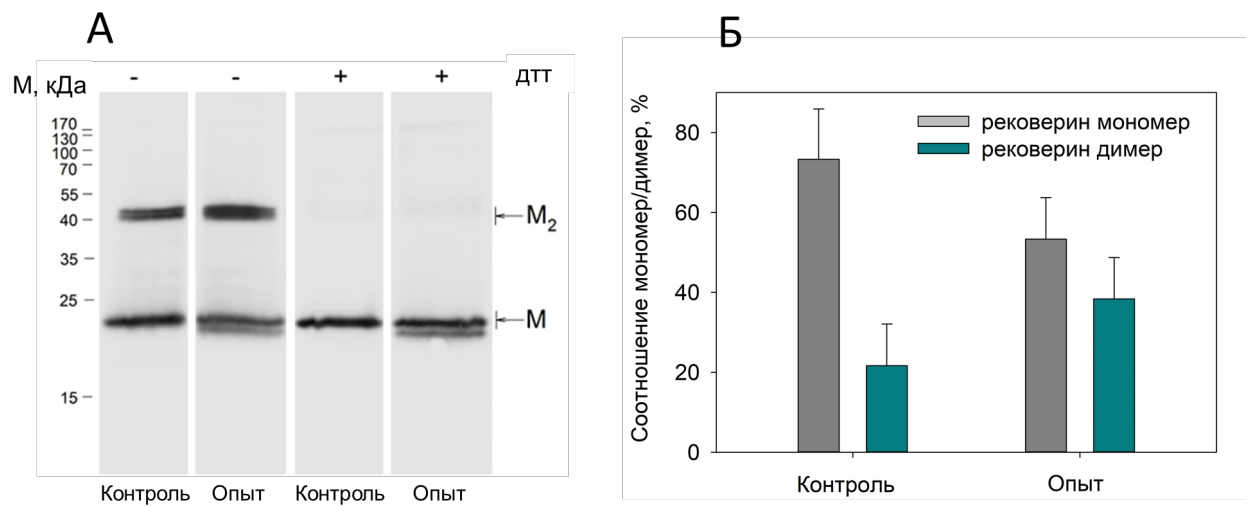 А
М, кДа
- - + + ДТТ
170
130
100
70
55
40
35
25
15
M₂
M
Контроль Опыт Контроль Опыт
Б
Соотношение мономер/димер, %
80
60
40
20
0
рековерин мономер
рековерин димер
Контроль Опыт